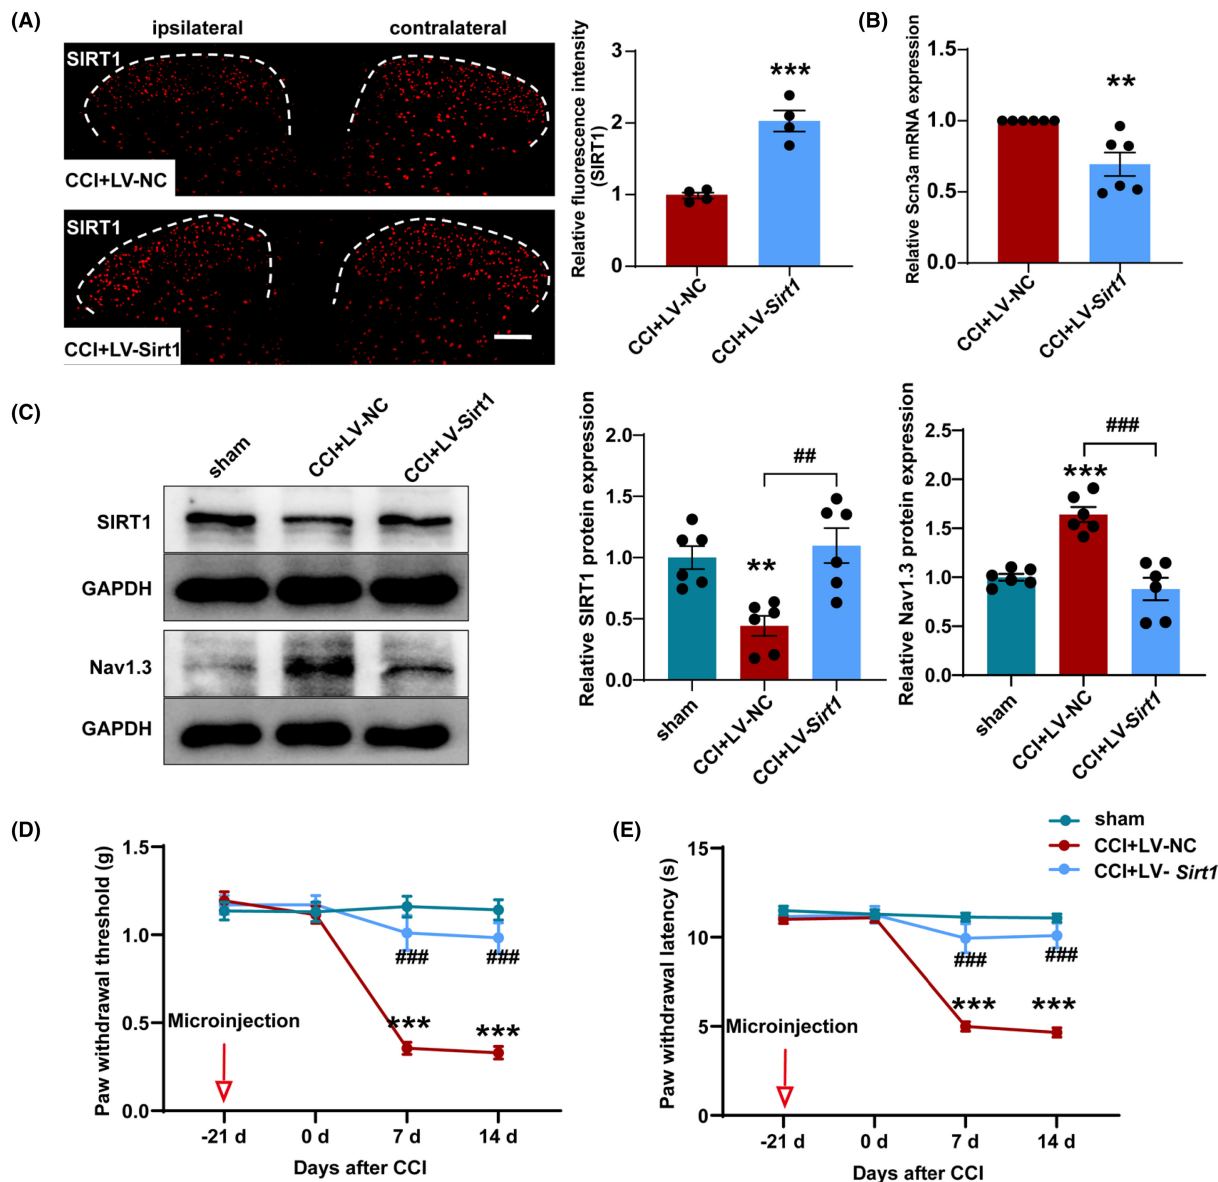 (A)
ipsilateral
contralateral
SIRT1
CCI+LV-NC
SIRT1
CCI+LV-Sirt1
Relative fluorescence intensity
(SIRT1)
3
2
1
0
***
CCI+LV-NC
CCI+LV-Sirt1
(B)
Relative Scn3a mRNA expression
1.5
1.0
0.5
0.0
**
CCI+LV-NC
CCI+LV-Sirt1
(C)
sham
CCI+LV-NC
CCI+LV-Sirt1
SIRT1
GAPDH
Nav1.3
GAPDH
Relative SIRT1 protein expression
2.0
1.5
1.0
0.5
0.0
**
##
sham
CCI+LV-NC
CCI+LV-Sirt1
Relative Nav1.3 protein expression
2.5
2.0
1.5
1.0
0.5
0.0
***
###
sham
CCI+LV-NC
CCI+LV-Sirt1
(D)
Paw withdrawal threshold (g)
1.5
1.0
0.5
0.0
Microinjection
###
###
***
***
-21 d
0 d
7 d
14 d
Days after CCI
(E)
sham
CCI+LV-NC
CCI+LV- Sirt1
Paw withdrawal latency (s)
15
10
5
0
Microinjection
###
###
***
***
-21 d
0 d
7 d
14 d
Days after CCI